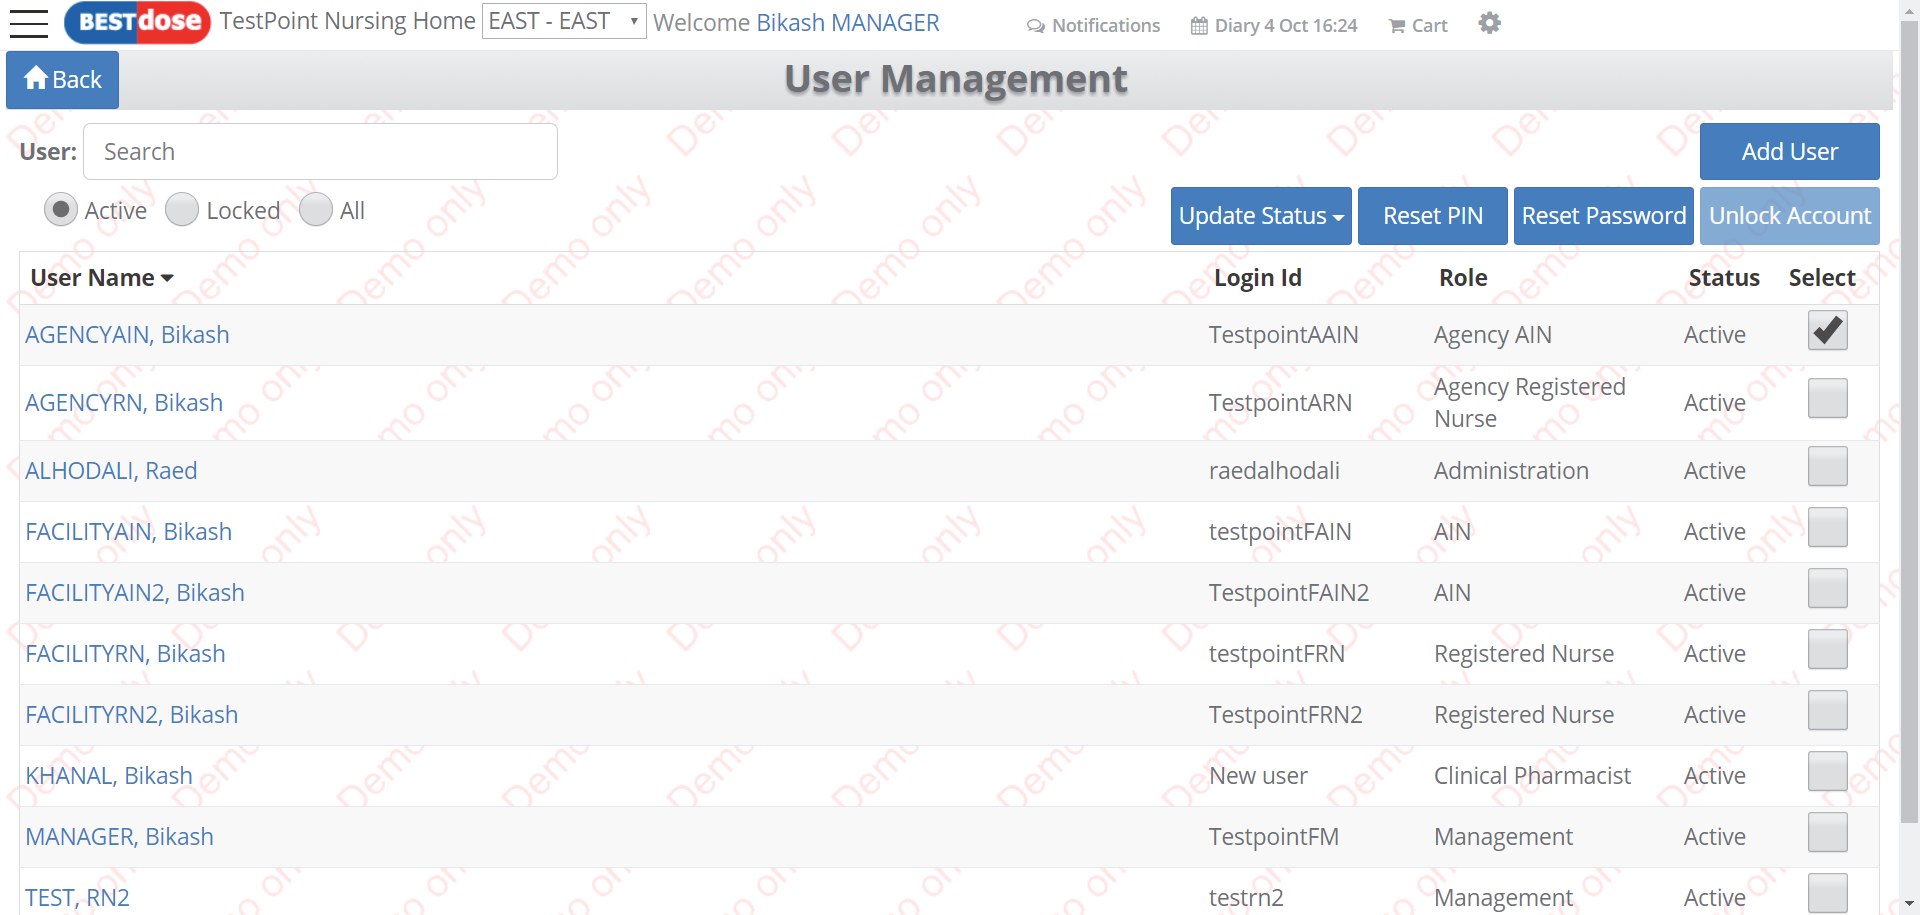 BESTdose TestPoint Nursing Home EAST - EAST Welcome Bikash MANAGER Notifications Diary 4 Oct 16:24 Cart
Back User Management
User: Search Add User
Active Locked All Update Status Reset PIN Reset Password Unlock Account
User Name Login Id Role Status Select
AGENCYAIN, Bikash TestpointAAIN Agency AIN Active
AGENCYRN, Bikash TestpointARN Agency Registered Nurse Active
ALHODALI, Raed raedalhodali Administration Active
FACILITYAIN, Bikash testpointFAIN AIN Active
FACILITYAIN2, Bikash TestpointFAIN2 AIN Active
FACILITYRN, Bikash testpointFRN Registered Nurse Active
FACILITYRN2, Bikash TestpointFRN2 Registered Nurse Active
KHANAL, Bikash New user Clinical Pharmacist Active
MANAGER, Bikash TestpointFM Management Active
TEST, RN2 testrn2 Management Active
Demo only